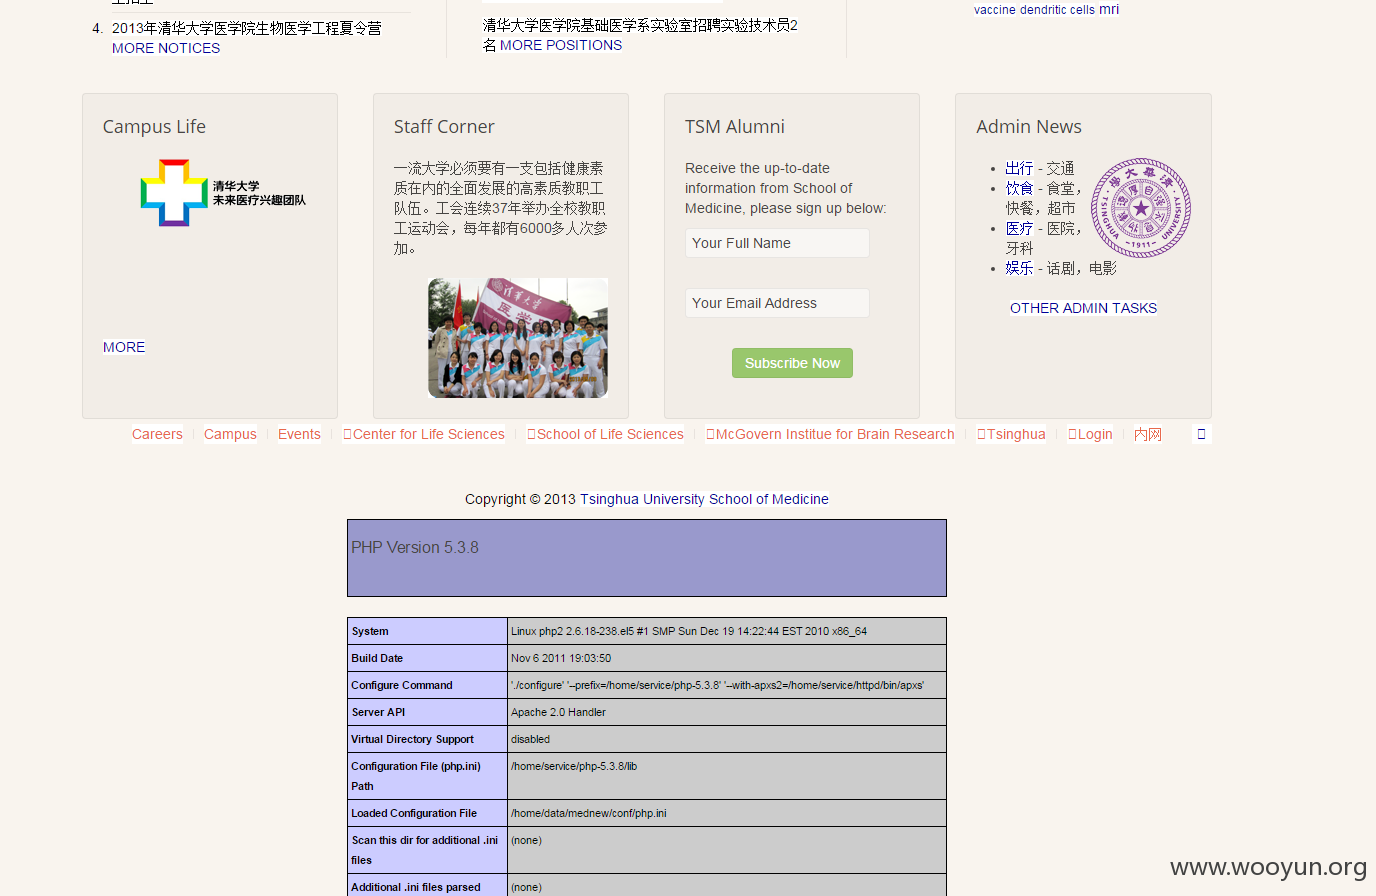 4. 2013年清华大学医学院生物医学工程夏令营
MORE NOTICES
清华大学医学院基础医学系实验室招聘实验技术员2
名 MORE POSITIONS
vaccine dendritic cells mri
Campus Life
清华大学
未来医疗兴趣团队
MORE
Staff Corner
一流大学必须要有一支包括健康素
质在内的全面发展的高素质教职工
队伍。工会连续37年举办全校教职
工运动会，每年都有6000多人次参
加。
TSM Alumni
Receive the up-to-date
information from School of
Medicine, please sign up below:
Your Full Name
Your Email Address
Subscribe Now
Admin News
出行 - 交通
饮食 - 食堂，
快餐，超市
医疗 - 医院，
牙科
娱乐 - 话剧，电影
TSINGHUA UNIVERSITY
-1911-
OTHER ADMIN TASKS
Careers Campus Events Center for Life Sciences School of Life Sciences McGovern Institue for Brain Research Tsinghua Login 内网
Copyright © 2013 Tsinghua University School of Medicine
PHP Version 5.3.8
System Linux php2 2.6.18-238.el5 #1 SMP Sun Dec 19 14:22:44 EST 2010 x86_64
Build Date Nov 6 2011 19:03:50
Configure Command './configure' '--prefix=/home/service/php-5.3.8' '--with-apxs2=/home/service/httpd/bin/apxs'
Server API Apache 2.0 Handler
Virtual Directory Support disabled
Configuration File (php.ini) /home/service/php-5.3.8/lib
Path
Loaded Configuration File /home/data/mednew/conf/php.ini
Scan this dir for additional .ini (none)
files
Additional .ini files parsed (none)
www.wooyun.org